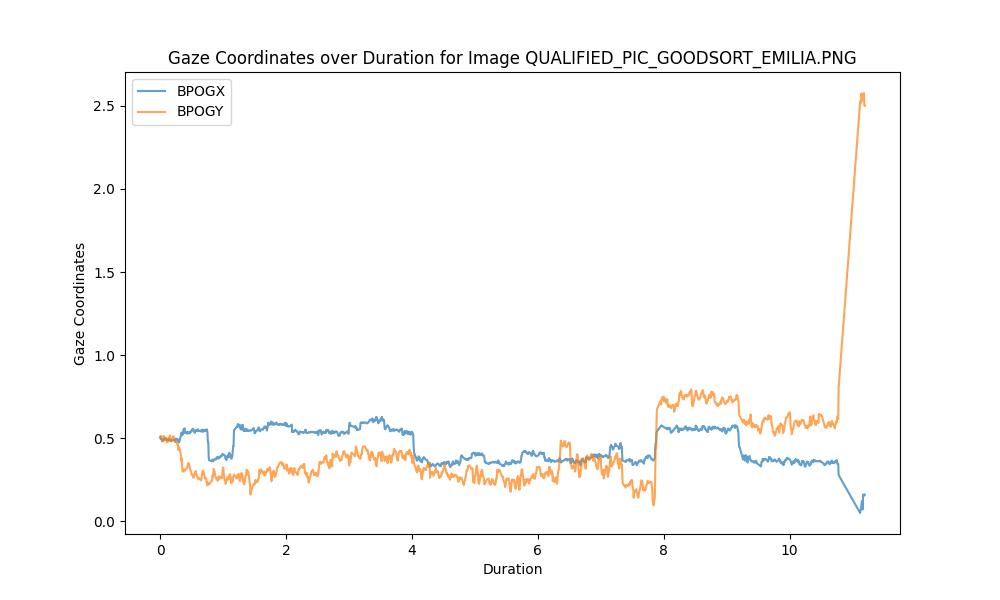 Gaze Coordinates over Duration for Image QUALIFIED_PIC_GOODSORT_EMILIA.PNG
BPOGX
BPOGY
Gaze Coordinates
2.5
2.0
1.5
1.0
0.5
0.0
0 2 4 6 8 10
Duration